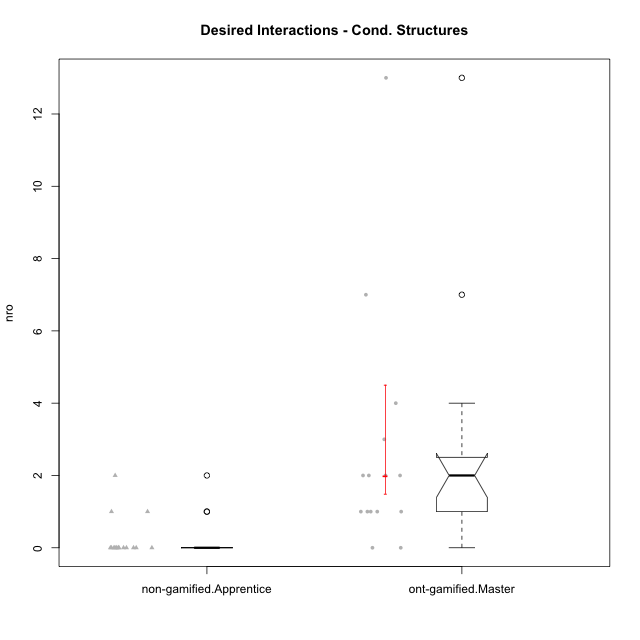 Desired Interactions - Cond. Structures
12
10
8
6
4
2
0
nro
non-gamified.Apprentice
ont-gamified.Master